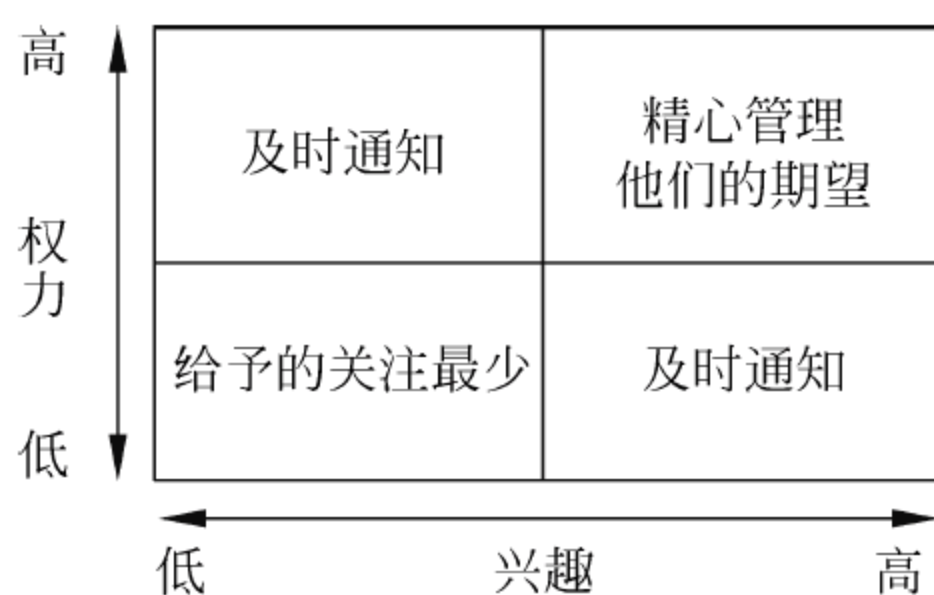 高
及时通知
精心管理
他们的期望
权
力
给予的关注最少
及时通知
低
低
兴趣
高